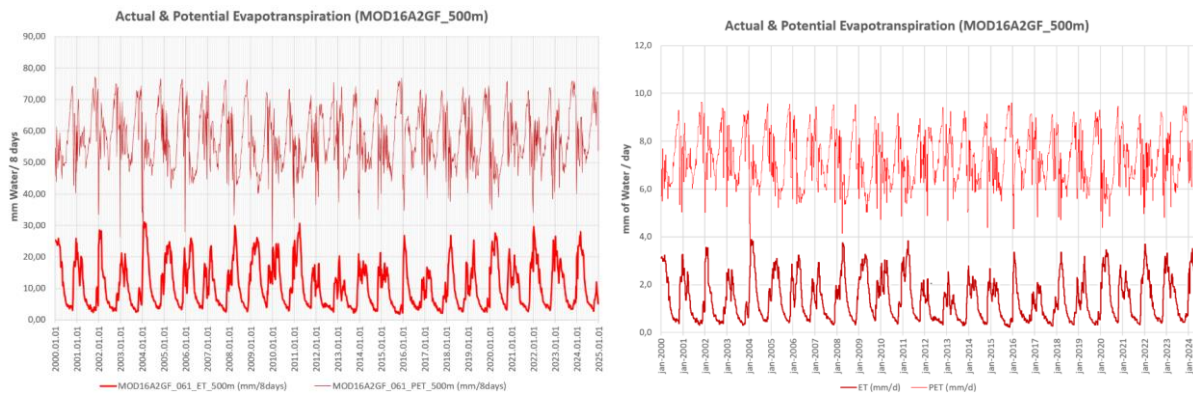 Actual & Potential Evapotranspiration (MOD16A2GF_500m)
90,00
80,00
70,00
60,00
50,00
40,00
30,00
20,00
10,00
0,00
mm Water/ 8 days
2000.01.01
2001.01.01
2002.01.01
2003.01.01
2004.01.01
2005.01.01
2006.01.01
2007.01.01
2008.01.01
2009.01.01
2010.01.01
2011.01.01
2012.01.01
2013.01.01
2014.01.01
2015.01.01
2016.01.01
2017.01.01
2018.01.01
2019.01.01
2020.01.01
2021.01.01
2022.01.01
2023.01.01
2024.01.01
2025.01.01
MOD16A2GF_061_ET_500m (mm/8days)
MOD16A2GF_061_PET_500m (mm/8days)
Actual & Potential Evapotranspiration (MOD16A2GF_500m)
12,0
10,0
8,0
6,0
4,0
2,0
0,0
mm of Water / day
jan-2000
jan-2001
jan-2002
jan-2003
jan-2004
jan-2005
jan-2006
jan-2007
jan-2008
jan-2009
jan-2010
jan-2011
jan-2012
jan-2013
jan-2014
jan-2015
jan-2016
jan-2017
jan-2018
jan-2019
jan-2020
jan-2021
jan-2022
jan-2023
jan-2024
ET (mm/d)
PET (mm/d)